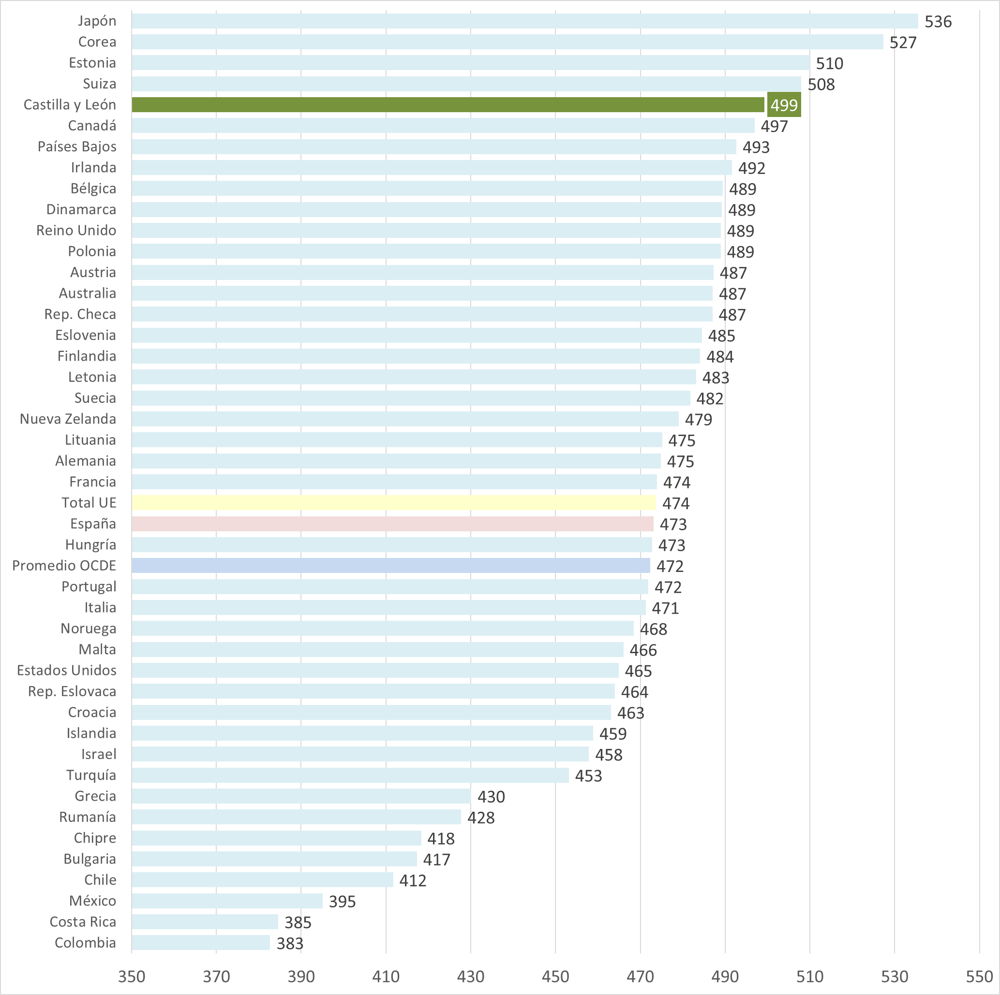 Japón 536
Corea 527
Estonia 510
Suiza 508
Castilla y León 499
Canadá 497
Países Bajos 493
Irlanda 492
Bélgica 489
Dinamarca 489
Reino Unido 489
Polonia 489
Austria 487
Australia 487
Rep. Checa 487
Eslovenia 485
Finlandia 484
Letonia 483
Suecia 482
Nueva Zelanda 479
Lituania 475
Alemania 475
Francia 474
Total UE 474
España 473
Hungría 473
Promedio OCDE 472
Portugal 472
Italia 471
Noruega 468
Malta 466
Estados Unidos 465
Rep. Eslovaca 464
Croacia 463
Islandia 459
Israel 458
Turquía 453
Grecia 430
Rumanía 428
Chipre 418
Bulgaria 417
Chile 412
México 395
Costa Rica 385
Colombia 383
350 370 390 410 430 450 470 490 510 530 550